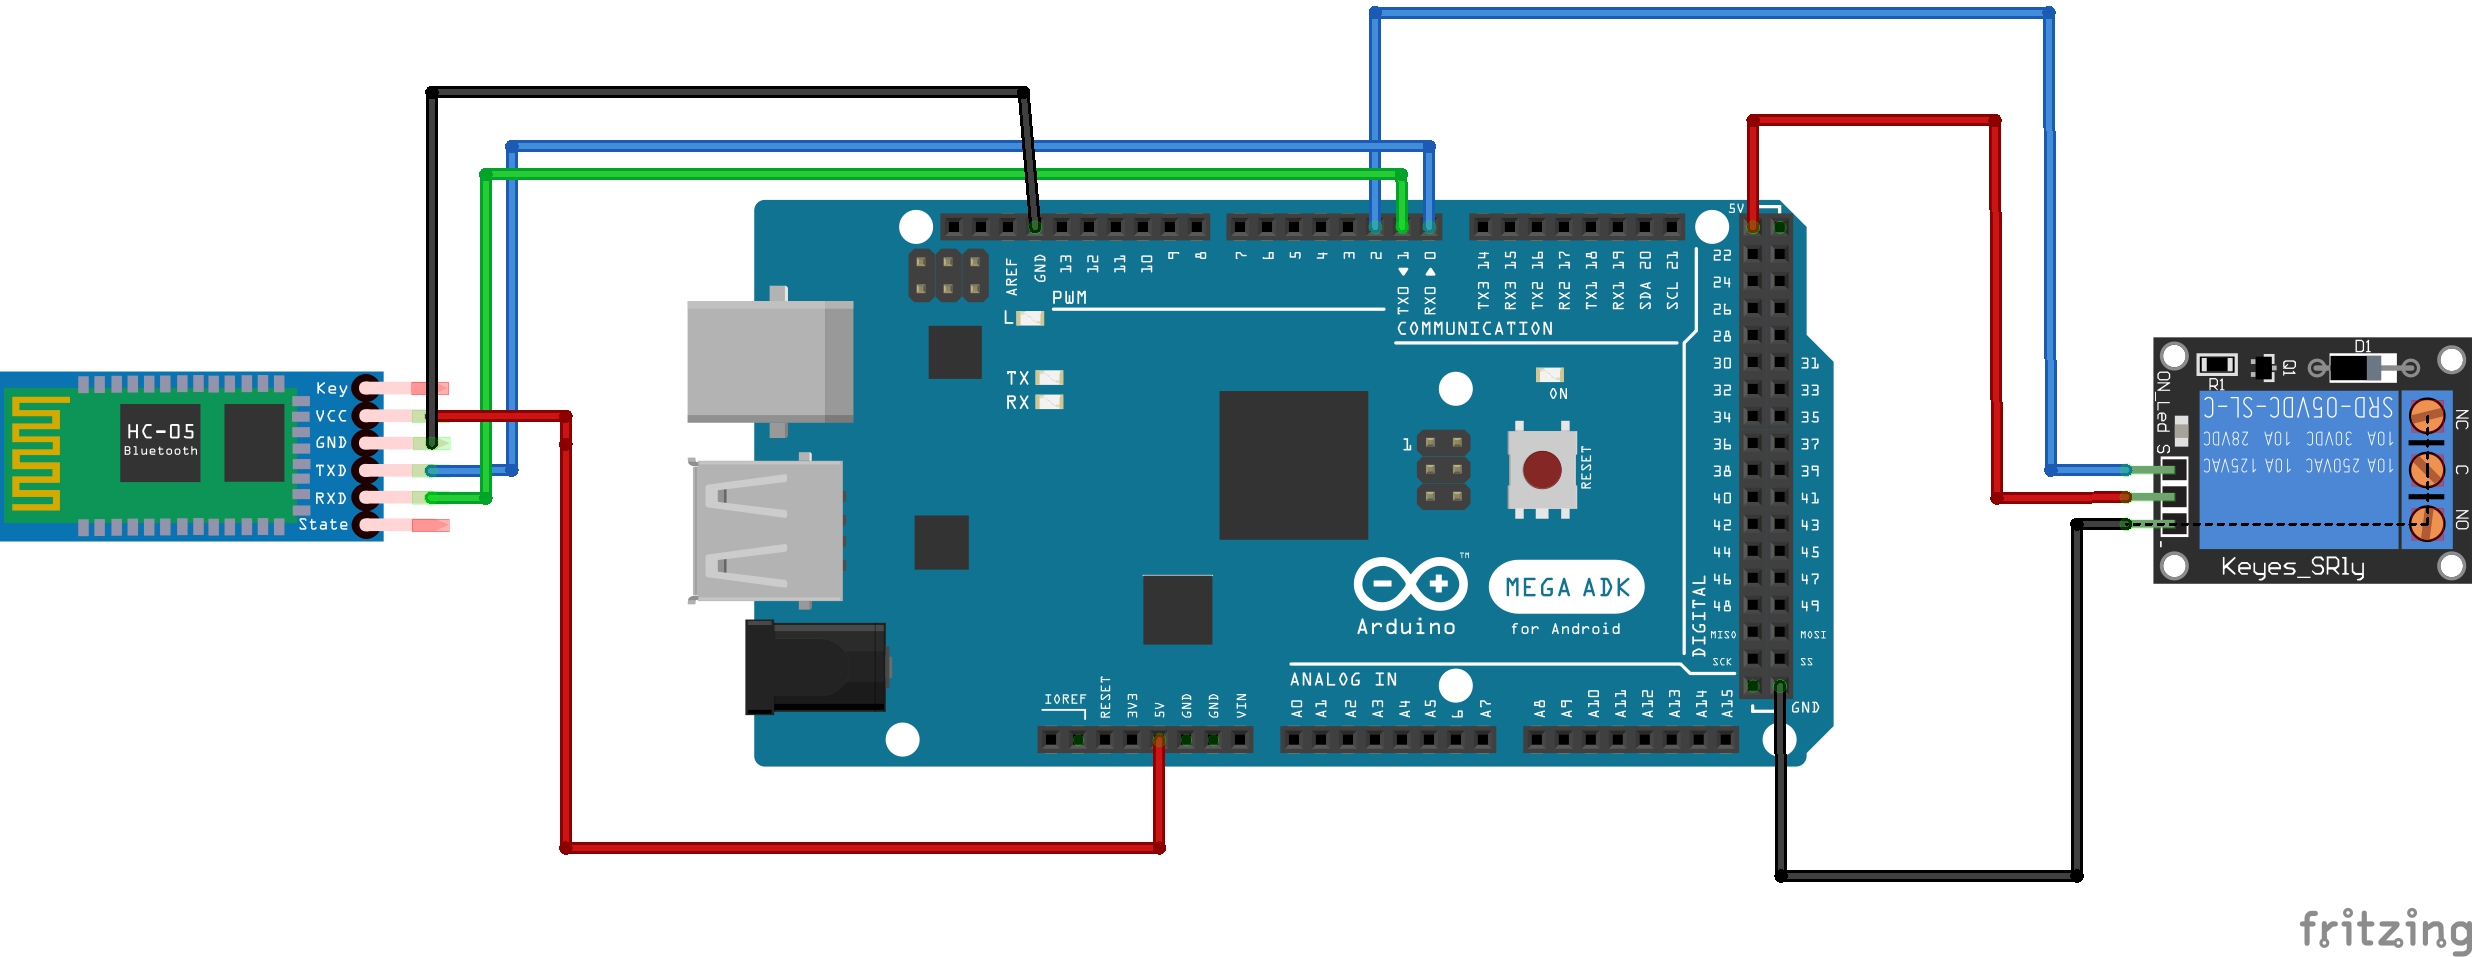 Key
VCC
GND
TXD
RXD
State
HC-05
Bluetooth
AREF
GND
13
12
11
10
9
8
7
6
5
4
3
2
TX0 ◄ 1
RX0 ► 0
TX3 14
RX3 15
TX2 16
RX2 17
TX1 18
RX1 19
SDA 20
SCL 21
PWM
L
COMMUNICATION
TX
RX
ON
1
RESET
5V
22
24
26
28
30 31
32 33
34 35
36 37
38 39
40 41
42 43
44 45
46 47
48 49
MISO MOSI
SCK SS
GND
DIGITAL
Arduino
TM
MEGA ADK
for Android
ANALOG IN
IOREF
RESET
3V3
5V
GND
GND
VIN
A0
A1
A2
A3
A4
A5
6
A7
A8
A9
A10
A11
A12
A13
A14
A15
R1
Q1
D1
ON_Led
S
-
SRD-05VDC-SL-C
10A 30VDC 10A 28VDC
10A 250VAC 10A 125VAC
NC
C
NO
Keyes_SRly
fritzing